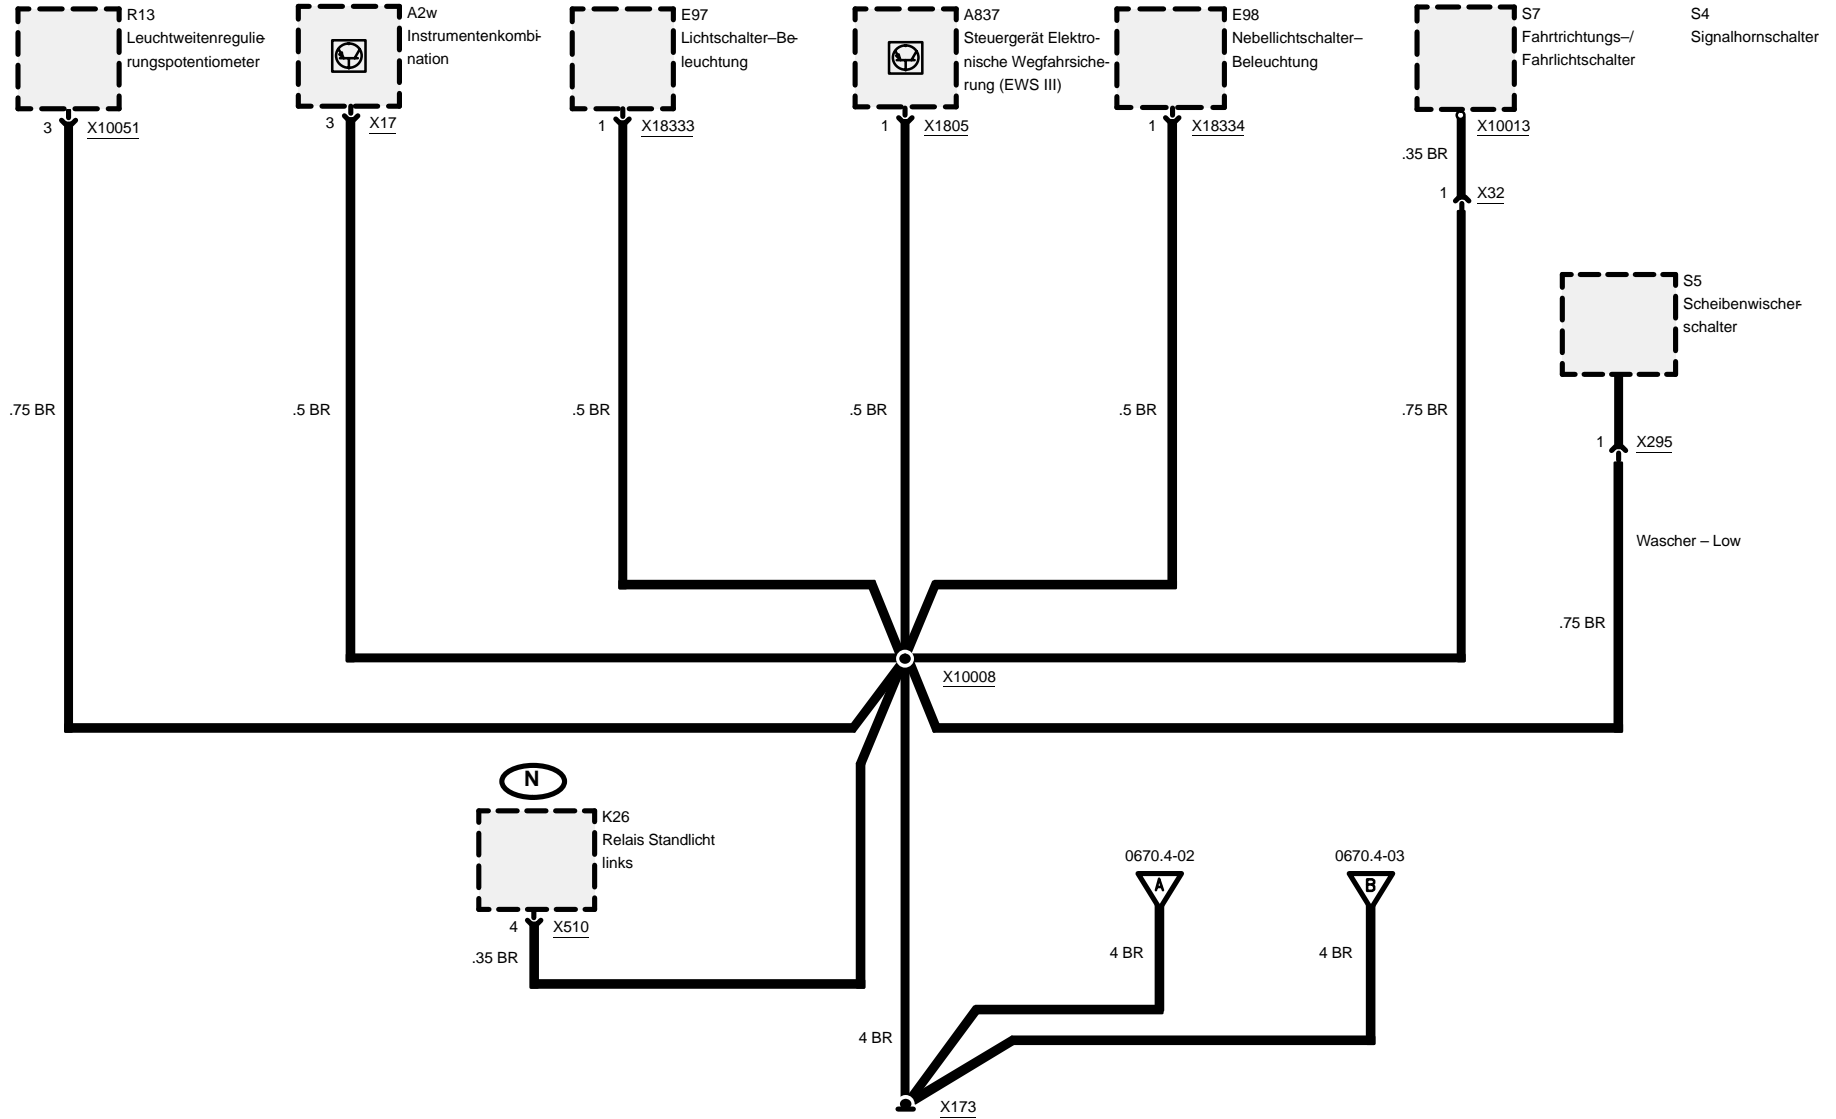 R13
Leuchtweitenregulie-
rungspotentiometer
3 X10051
A2w
Instrumentenkombi-
nation
3 X17
E97
Lichtschalter–Be-
leuchtung
1 X18333
A837
Steuergerät Elektro-
nische Wegfahrsiche-
rung (EWS III)
1 X1805
E98
Nebellichtschalter–
Beleuchtung
1 X18334
S7
Fahrtrichtungs–/
Fahrlichtschalter
X10013
.35 BR
1 X32
S4
Signalhornschalter
S5
Scheibenwischer-
schalter
.75 BR
.5 BR
.5 BR
.5 BR
.5 BR
.75 BR
1 X295
Wascher – Low
.75 BR
X10008
N
K26
Relais Standlicht
links
4 X510
.35 BR
0670.4-02
A
4 BR
0670.4-03
B
4 BR
4 BR
X173